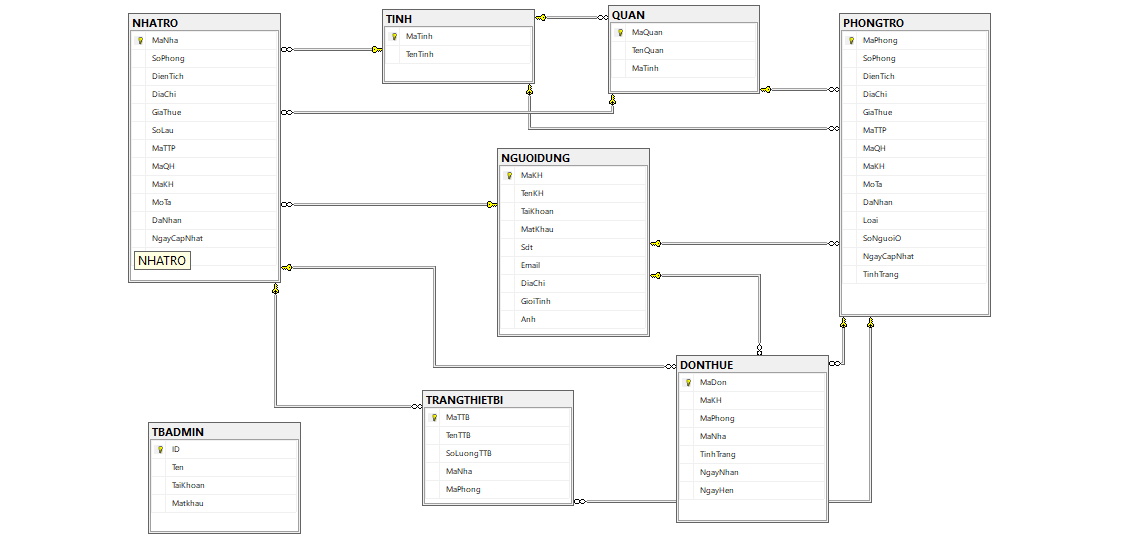 NHATRO
MaNha
SoPhong
DienTich
DiaChi
GiaThue
SoLau
MaTTP
MaQH
MaKH
MoTa
DaNhan
NgayCapNhat
NHATRO
TINH
MaTinh
TenTinh
QUAN
MaQuan
TenQuan
MaTinh
PHONGTRO
MaPhong
SoPhong
DienTich
DiaChi
GiaThue
MaTTP
MaQH
MaKH
MoTa
DaNhan
Loai
SoNguoiO
NgayCapNhat
TinhTrang
NGUOIDUNG
MaKH
TenKH
TaiKhoan
MatKhau
Sdt
Email
DiaChi
GioiTinh
Anh
DONTHUE
MaDon
MaKH
MaPhong
MaNha
TinhTrang
NgayNhan
NgayHen
TRANGTHIETBI
MaTTB
TenTTB
SoLuongTTB
MaNha
MaPhong
TBADMIN
ID
Ten
TaiKhoan
Matkhau